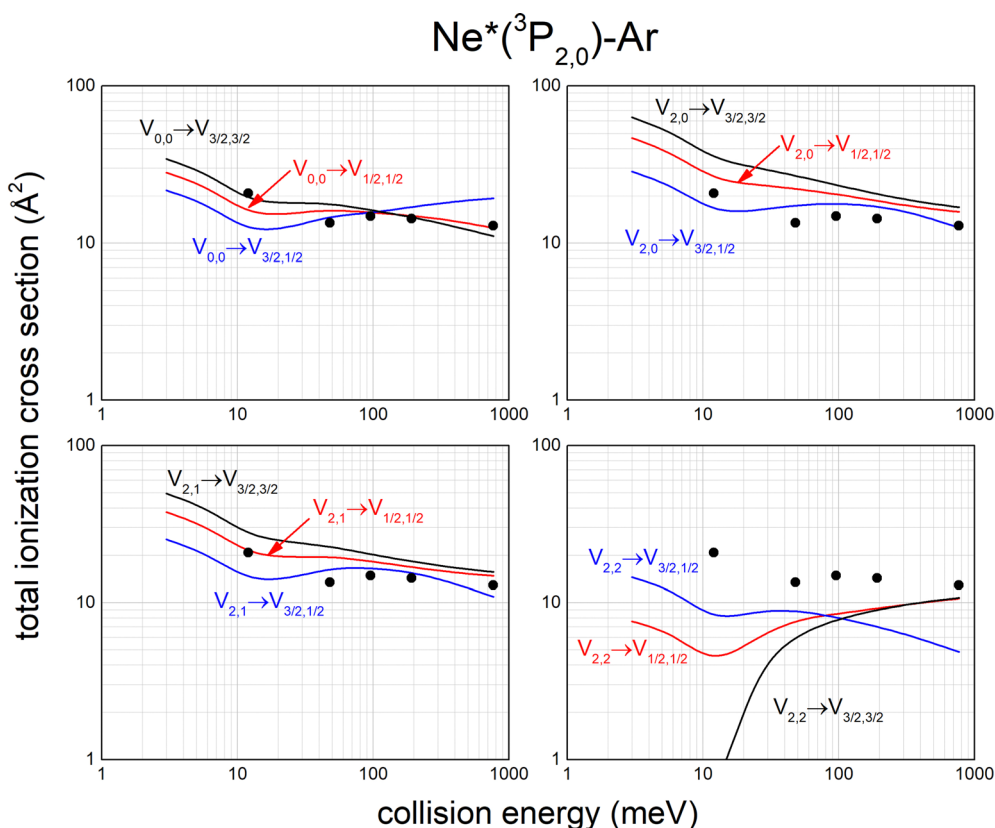 Ne*(³P₂,₀)-Ar
total ionization cross section (Å²)
100
10
1
V₀,₀→V₃/₂,₃/₂
V₀,₀→V₁/₂,₁/₂
V₀,₀→V₃/₂,₁/₂
1 10 100 1000
100
10
1
V₂,₀→V₃/₂,₃/₂
V₂,₀→V₁/₂,₁/₂
V₂,₀→V₃/₂,₁/₂
1 10 100 1000
100
10
1
V₂,₁→V₃/₂,₃/₂
V₂,₁→V₁/₂,₁/₂
V₂,₁→V₃/₂,₁/₂
1 10 100 1000
100
10
1
V₂,₂→V₃/₂,₁/₂
V₂,₂→V₁/₂,₁/₂
V₂,₂→V₃/₂,₃/₂
1 10 100 1000
collision energy (meV)